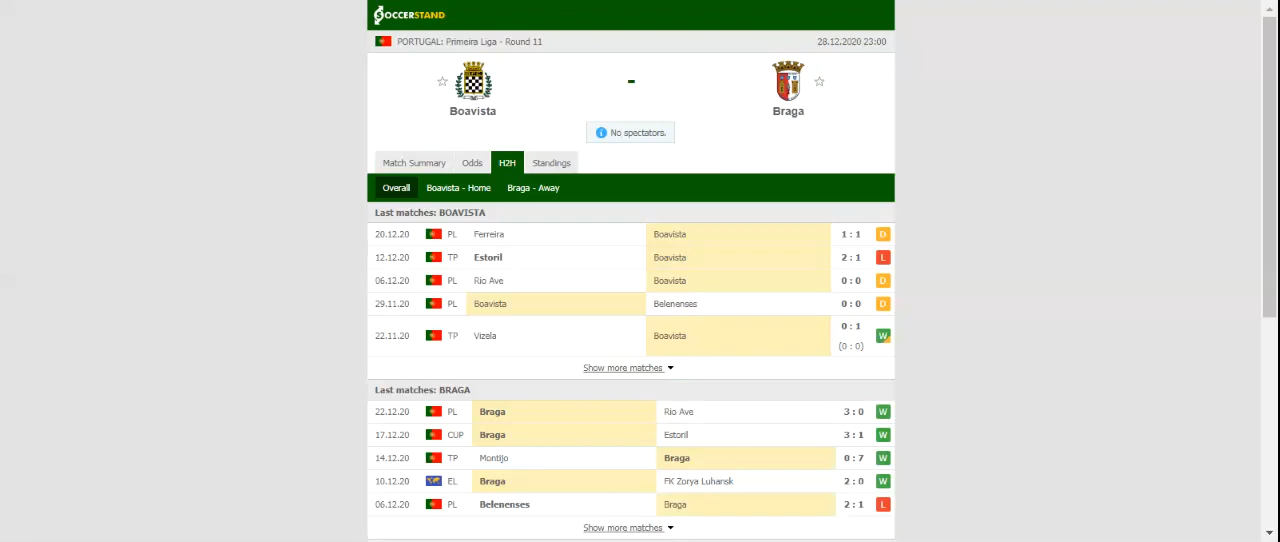 SOCCERSTAND
PORTUGAL: Primeira Liga - Round 11 28.12.2020 23:00
-
Boavista Braga
No spectators.
Match Summary Odds H2H Standings
Overall Boavista - Home Braga - Away
Last matches: BOAVISTA
20.12.20 PL Ferreira Boavista 1 : 1 D
12.12.20 TP Estoril Boavista 2 : 1 L
06.12.20 PL Rio Ave Boavista 0 : 0 D
29.11.20 PL Boavista Belenenses 0 : 0 D
22.11.20 TP Vizela Boavista 0 : 1 (0 : 0) W
Show more matches
Last matches: BRAGA
22.12.20 PL Braga Rio Ave 3 : 0 W
17.12.20 CUP Braga Estoril 3 : 1 W
14.12.20 TP Montijo Braga 0 : 7 W
10.12.20 EL Braga FK Zorya Luhansk 2 : 0 W
06.12.20 PL Belenenses Braga 2 : 1 L
Show more matches